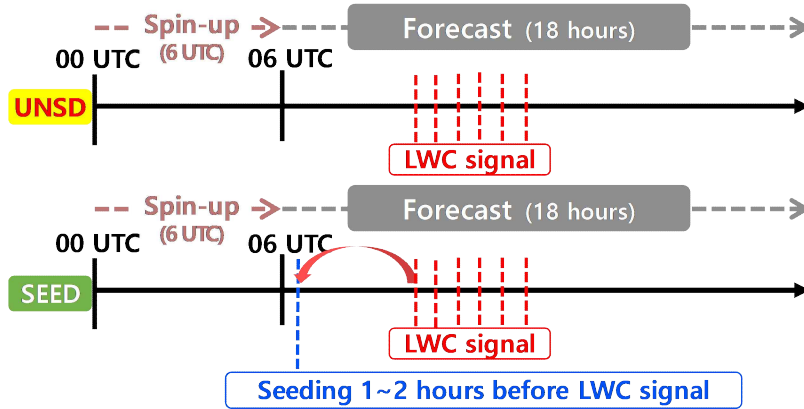 Spin-up
(6 UTC)
Forecast (18 hours)
00 UTC
06 UTC
UNSD
LWC signal
Spin-up
(6 UTC)
Forecast (18 hours)
00 UTC
06 UTC
SEED
LWC signal
Seeding 1~2 hours before LWC signal